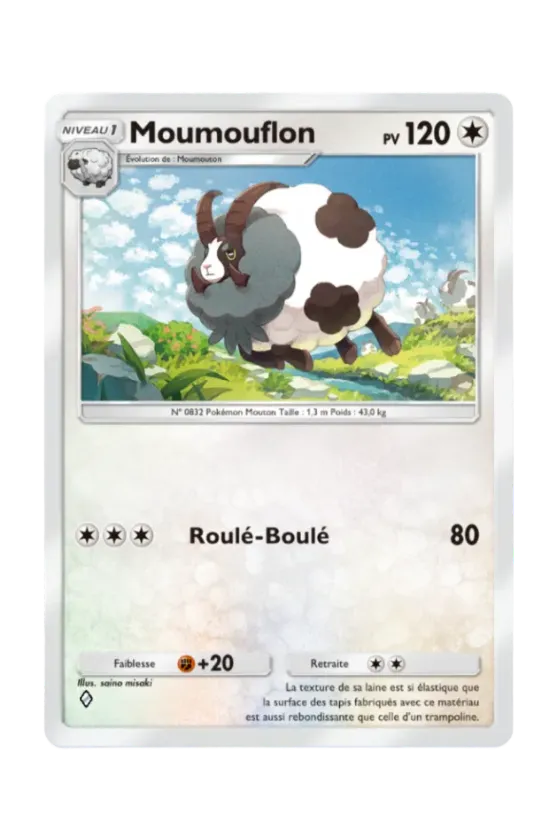 NIVEAU 1
Moumouflon
PV 120
Évolution de : Moumouton
N° 0832 Pokémon Mouton Taille : 1,3 m Poids : 43,0 kg
Roulé-Boulé 80
Faiblesse +20 Retraite
Illus. saino misaki
La texture de sa laine est si élastique que
la surface des tapis fabriqués avec ce matériau
est aussi rebondissante que celle d'un trampoline.